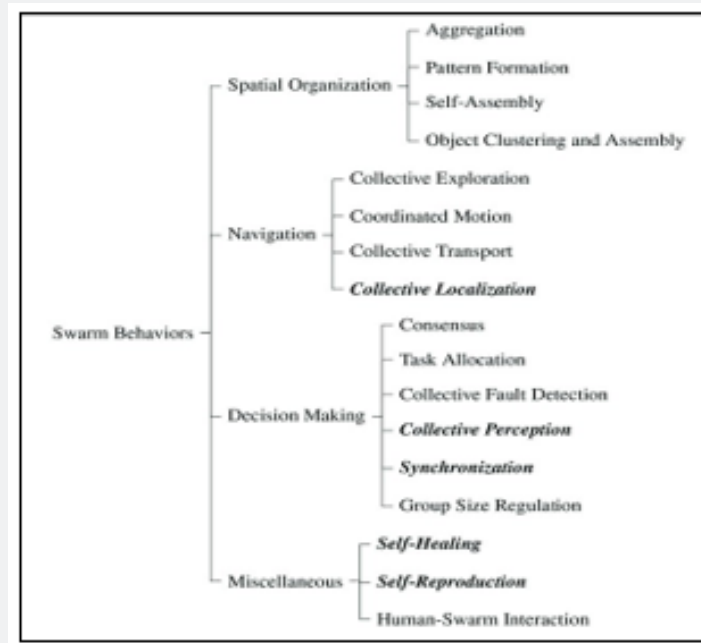 Aggregation
Pattern Formation
Spatial Organization
Self-Assembly
Object Clustering and Assembly
Collective Exploration
Coordinated Motion
Navigation
Collective Transport
Collective Localization
Swarm Behaviors
Consensus
Task Allocation
Collective Fault Detection
Decision Making
Collective Perception
Synchronization
Group Size Regulation
Self-Healing
Miscellaneous
Self-Reproduction
Human-Swarm Interaction